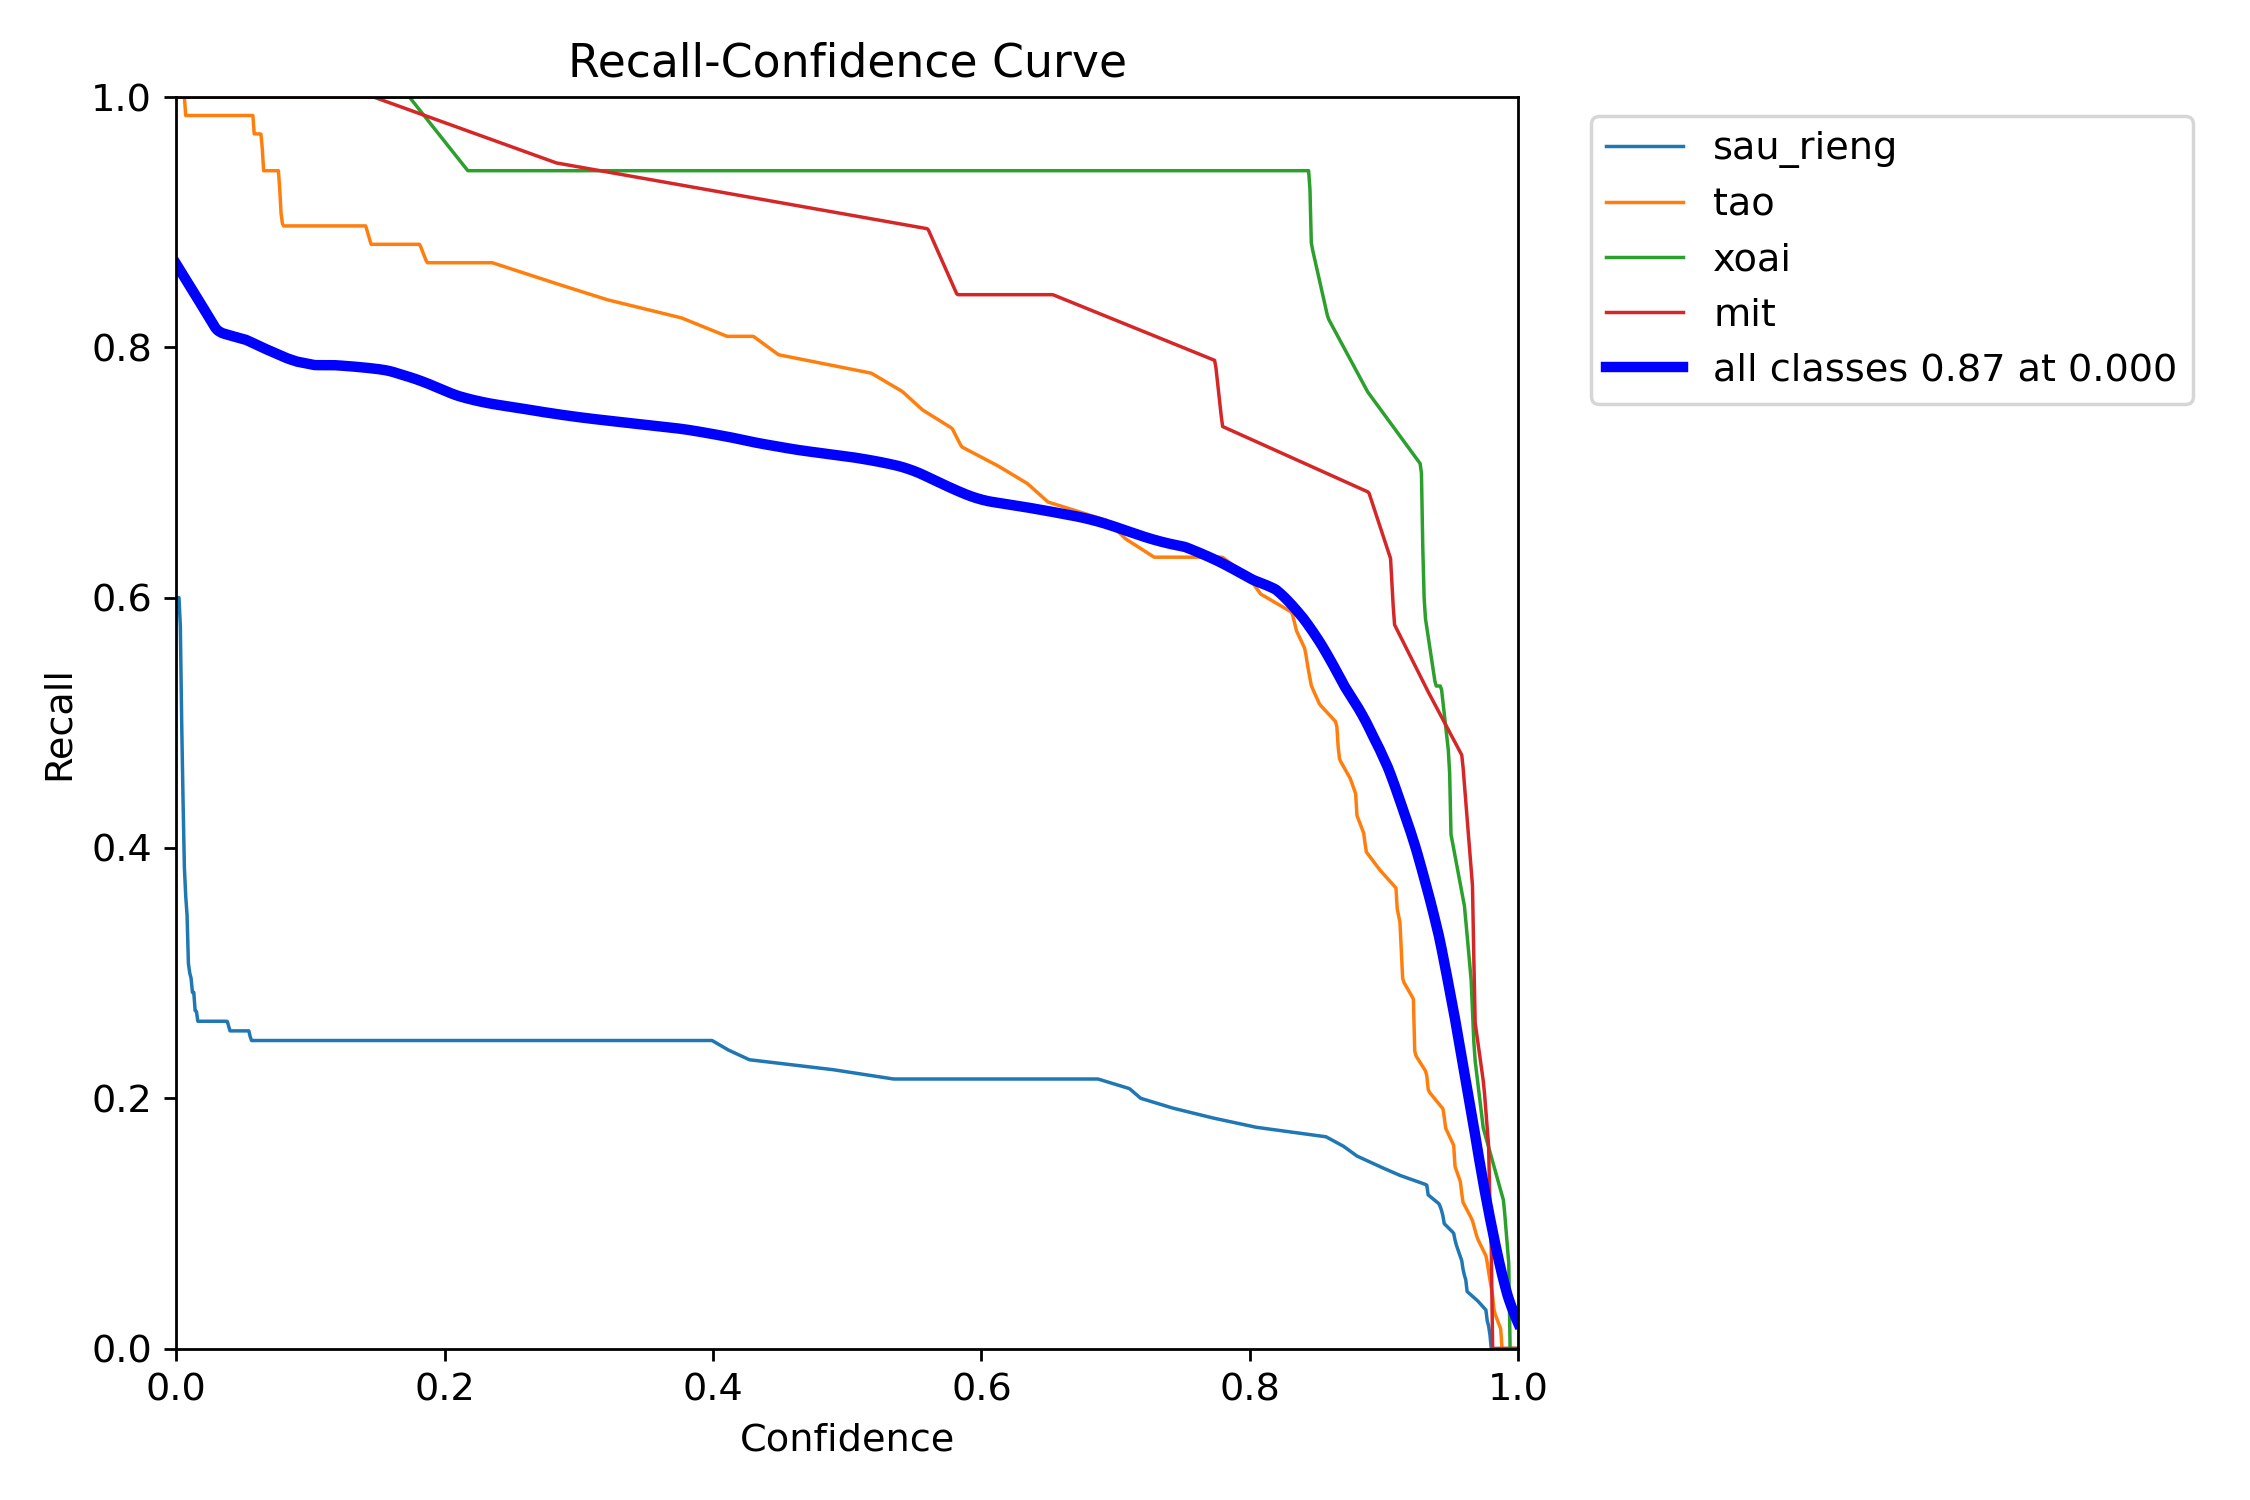 Recall-Confidence Curve
1.0
0.8
0.6
0.4
0.2
0.0
Recall
0.0 0.2 0.4 0.6 0.8 1.0
Confidence
sau_rieng
tao
xoai
mit
all classes 0.87 at 0.000